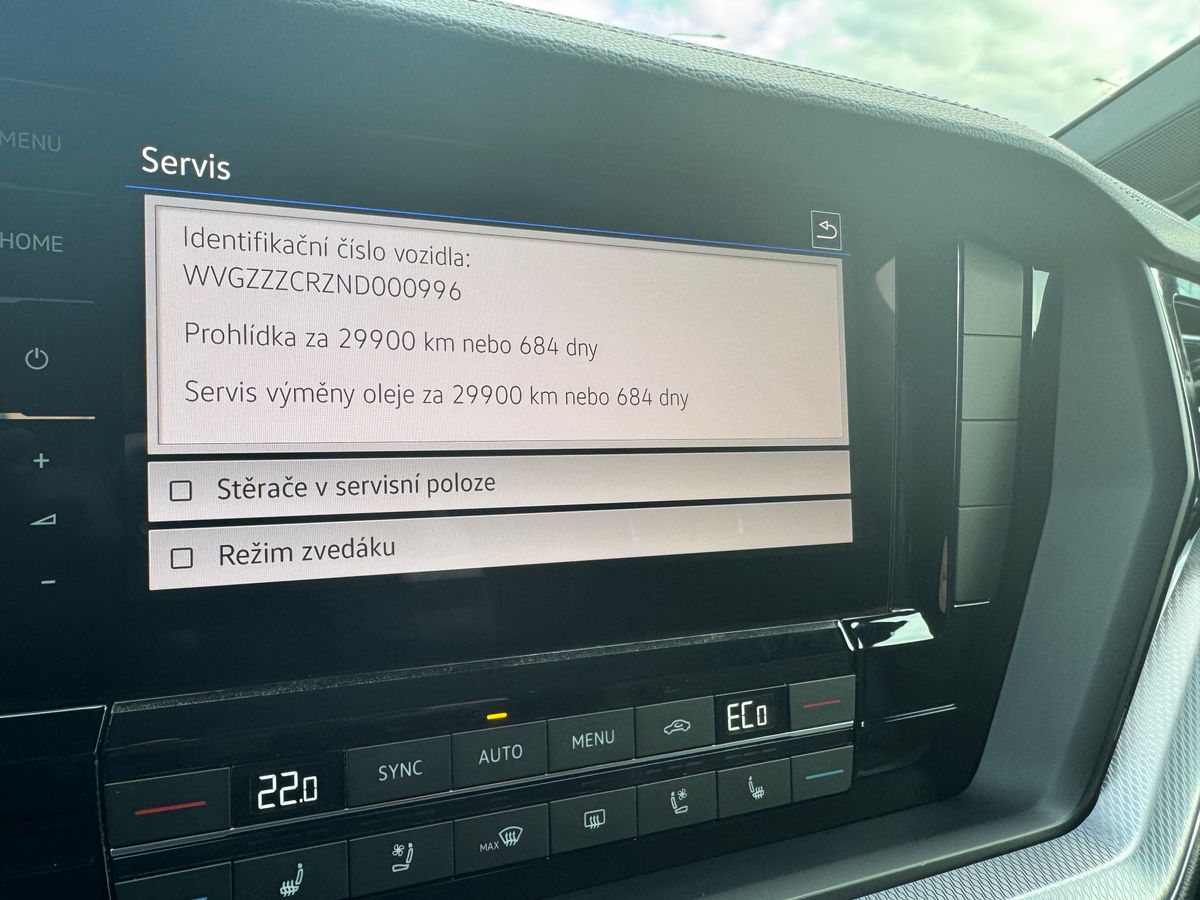 MENU
HOME
Servis
Identifikační číslo vozidla:
WVGZZZCRZND000996
Prohlídka za 29900 km nebo 684 dny
Servis výměny oleje za 29900 km nebo 684 dny
Stěrače v servisní poloze
Režim zvedáku
+
-
22.0
SYNC
AUTO
MENU
ECo
MAX